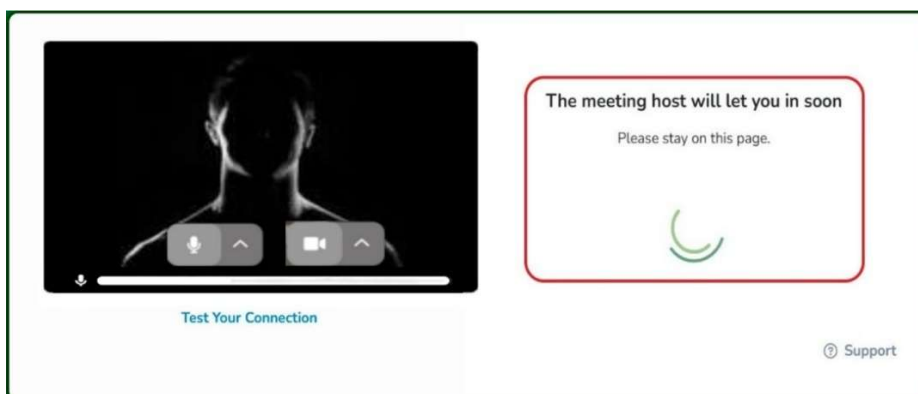 The meeting host will let you in soon
Please stay on this page.
Test Your Connection
Support